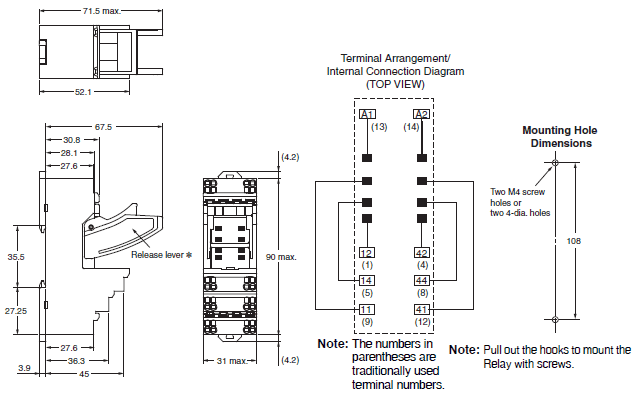 71.5 max.
52.1
67.5
30.8
28.1
27.6
35.5
27.25
Release lever *
27.6
36.3
3.9
45
(4.2)
90 max.
31 max.
(4.2)
Terminal Arrangement/
Internal Connection Diagram
(TOP VIEW)
A1 A2
(13) (14)
12 42
(1) (4)
14 44
(5) (8)
11 41
(9) (12)
Note: The numbers in
parentheses are
traditionally used
terminal numbers.
Mounting Hole
Dimensions
Two M4 screw
holes or
two 4-dia. holes
108
Note: Pull out the hooks to mount the
Relay with screws.